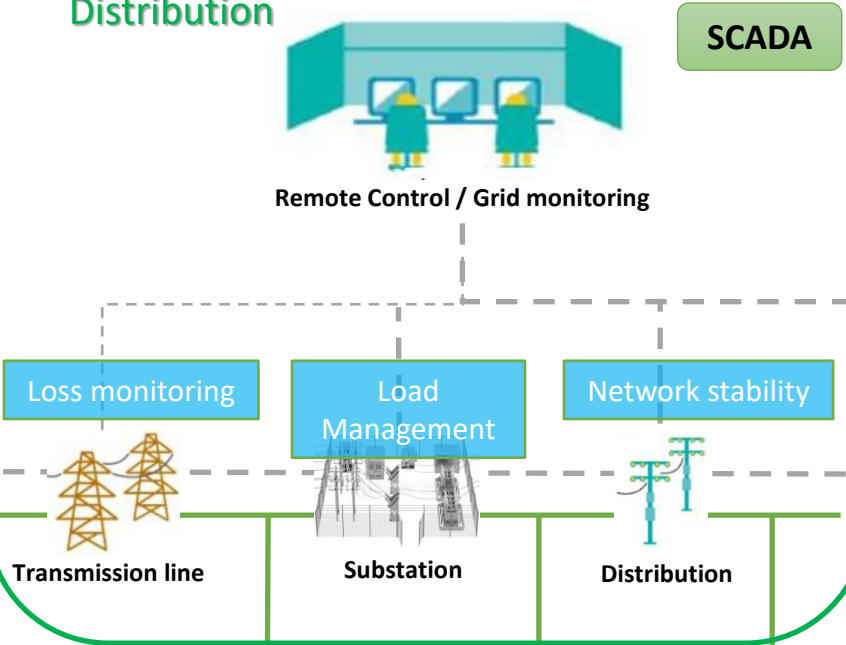 Distribution
SCADA
Remote Control / Grid monitoring
Loss monitoring
Load
Management
Network stability
Transmission line
Substation
Distribution